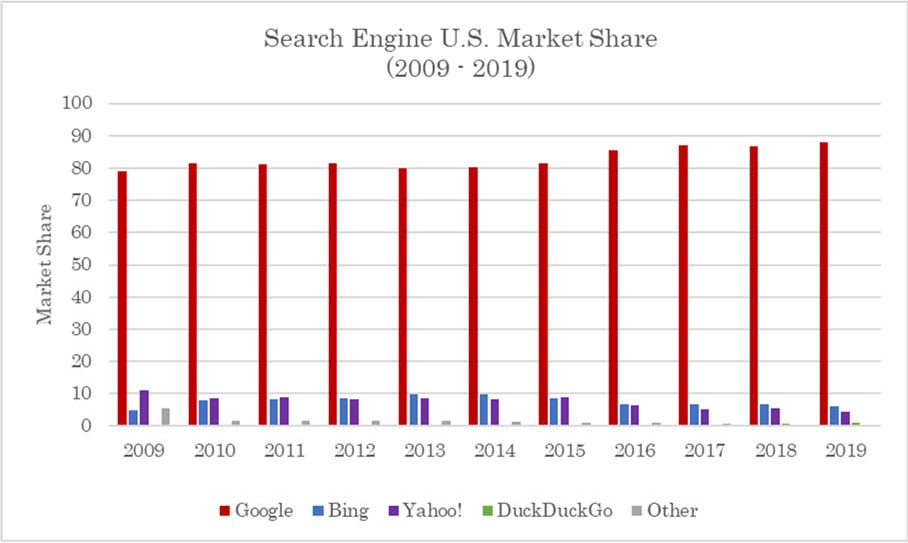 Search Engine U.S. Market Share
(2009 - 2019)
100
90
80
70
60
50
40
30
20
10
0
Market Share
2009 2010 2011 2012 2013 2014 2015 2016 2017 2018 2019
Google Bing Yahoo! DuckDuckGo Other